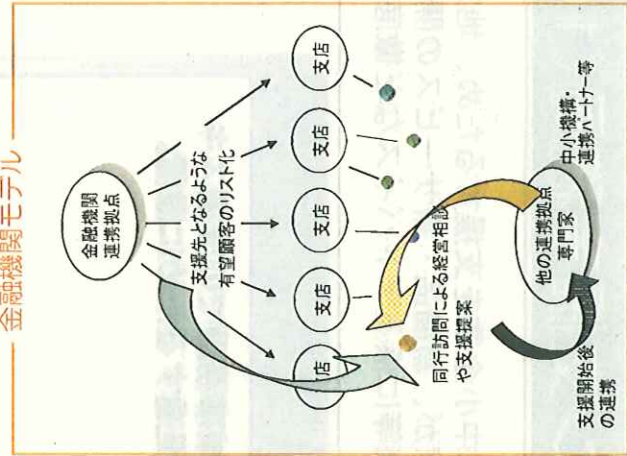 金融機関モデル
金融機関
連携拠点
支援先となるような
有望顧客のリスト化
店
支店
支店
支店
支店
同行訪問による経営相談
や支援提案
他の連携拠点
専門家
中小機構・
連携パートナー等
支援開始後
の連携